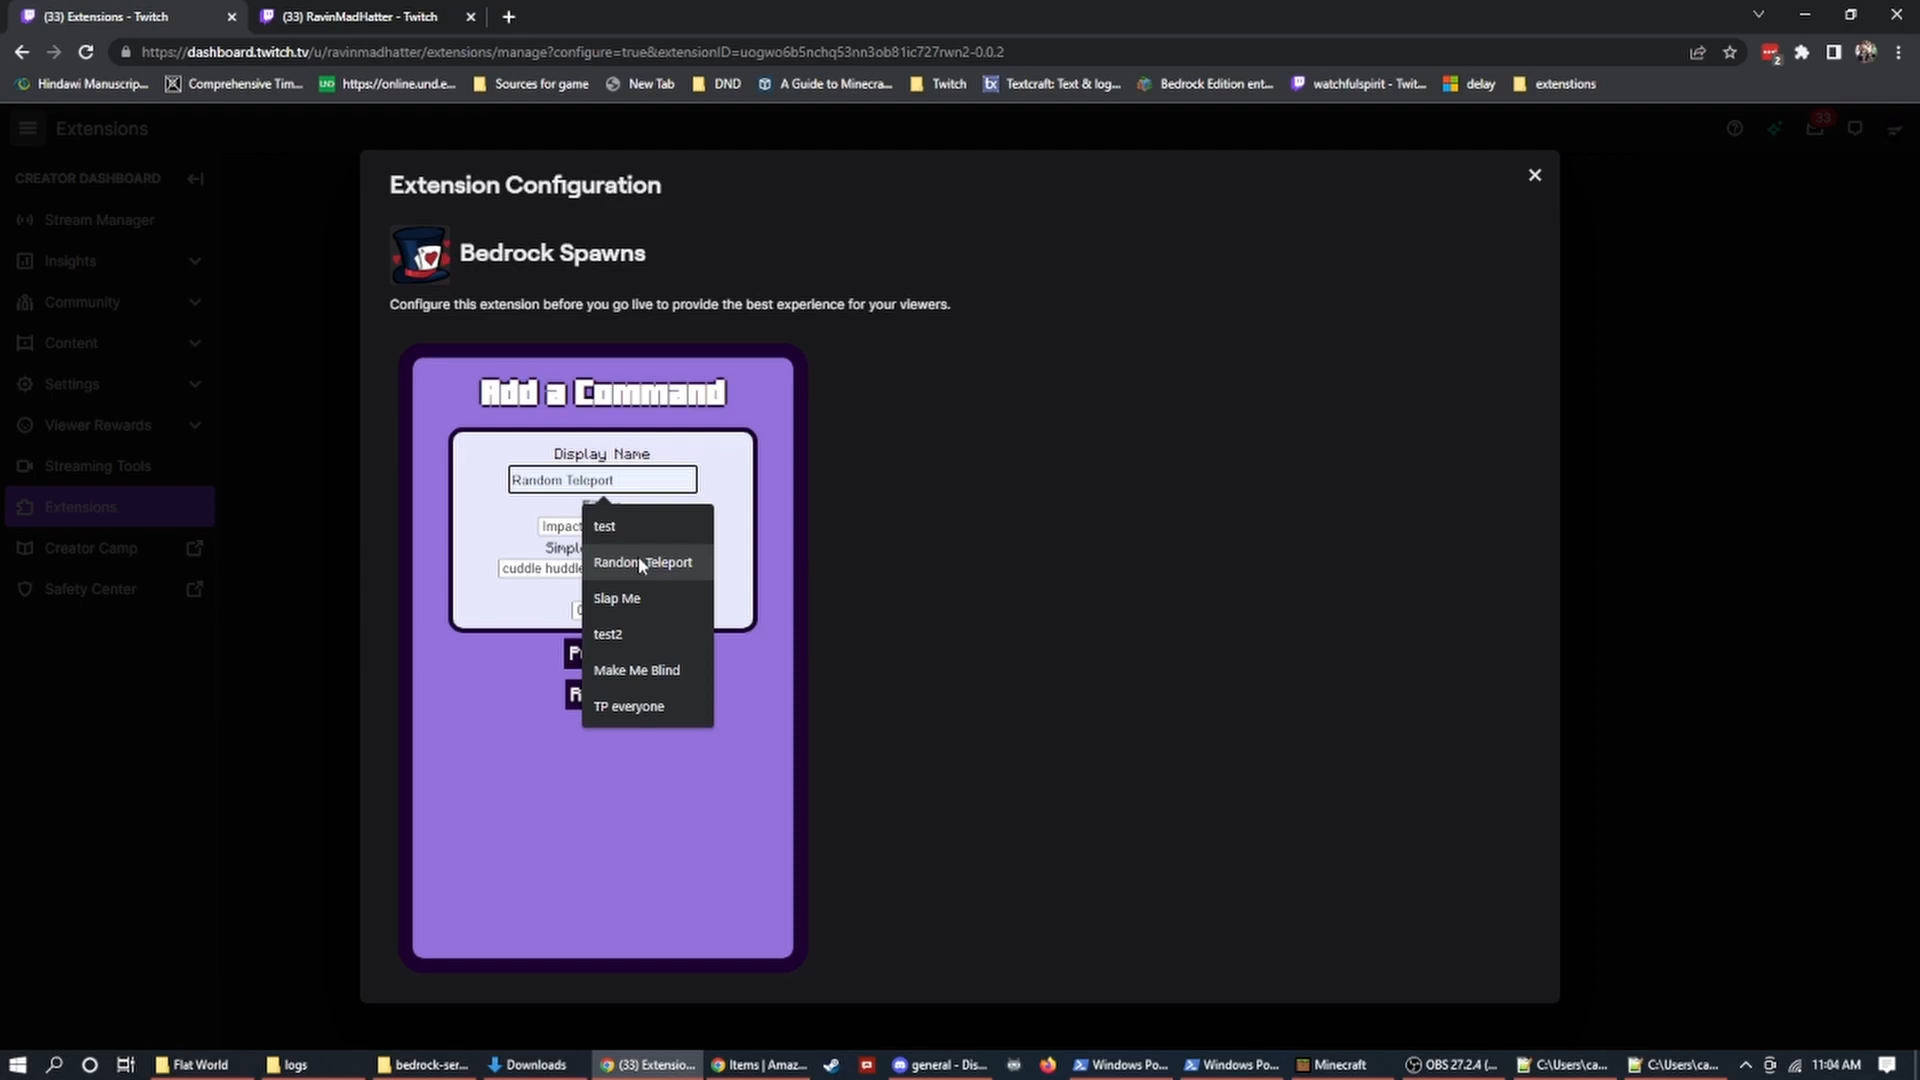 (33) Extensions - Twitch
(33) RavinMadHatter - Twitch
https://dashboard.twitch.tv/u/ravinmadhatter/extensions/manage?configure=true&extensionID=uogwo6b5nchq53nn3ob81ic727rwn2-0.0.2
2
Hindawi Manuscrip...
Comprehensive Tim...
https://online.und.e...
Sources for game
New Tab
DND
A Guide to Minecra...
Twitch
Textcraft: Text & log...
Bedrock Edition ent...
watchfulspirit - Twit...
delay
extenstions
Extensions
33
CREATOR DASHBOARD
Stream Manager
Insights
Community
Content
Settings
Viewer Rewards
Streaming Tools
Extensions
Creator Camp
Safety Center
Extension Configuration
Bedrock Spawns
Configure this extension before you go live to provide the best experience for your viewers.
Add a Command
Display Name
Random Teleport
Impact
Simpl
cuddle huddle
test
Random Teleport
Slap Me
test2
Make Me Blind
TP everyone
Flat World
logs
bedrock-ser...
Downloads
(33) Extensio...
Items | Amaz...
general - Dis...
Windows Po...
Windows Po...
Minecraft
OBS 27.2.4 (...
C:\Users\ca...
C:\Users\ca...
11:04 AM